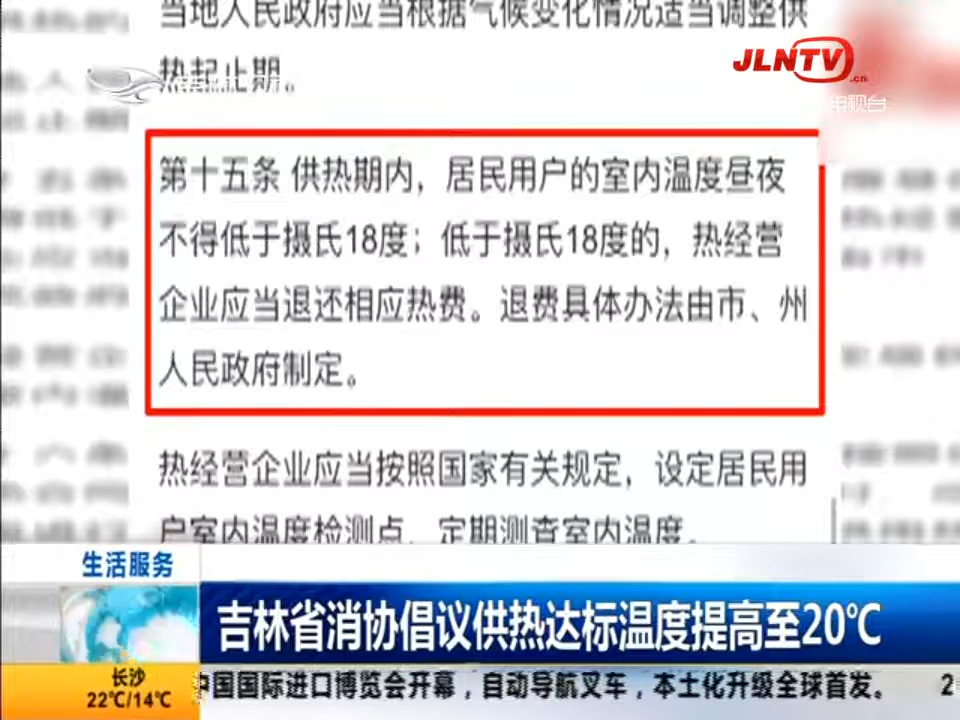 当地人民政府应当根据气候变化情况适当调整供
热起止期。
JLNTV.cn
电视台
第十五条 供热期内，居民用户的室内温度昼夜
不得低于摄氏18度；低于摄氏18度的，热经营
企业应当退还相应热费。退费具体办法由市、州
人民政府制定。
热经营企业应当按照国家有关规定，设定居民用
户室内温度检测点，定期测查室内温度。
生活服务
吉林省消协倡议供热达标温度提高至20℃
长沙
22℃/14℃
中国国际进口博览会开幕，自动导航叉车，本土化升级全球首发。 2